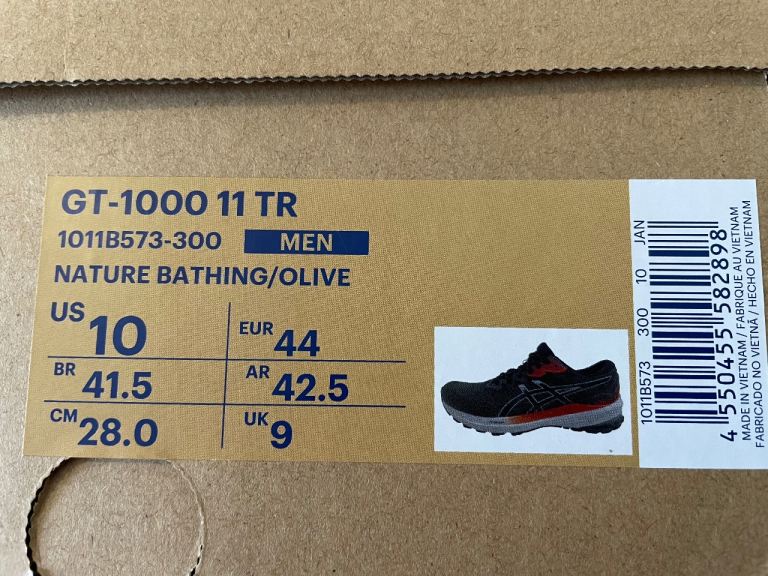 GT-1000 11 TR
1011B573-300 MEN
NATURE BATHING/OLIVE
US 10 EUR 44
BR 41.5 AR 42.5
CM 28.0 UK 9
1011B573 300 10 JAN
4 550455 582898
MADE IN VIETNAM / FABRIQUE AU VIETNAM
FABRICADO NO VIETNÃ / HECHO EN VIETNAM